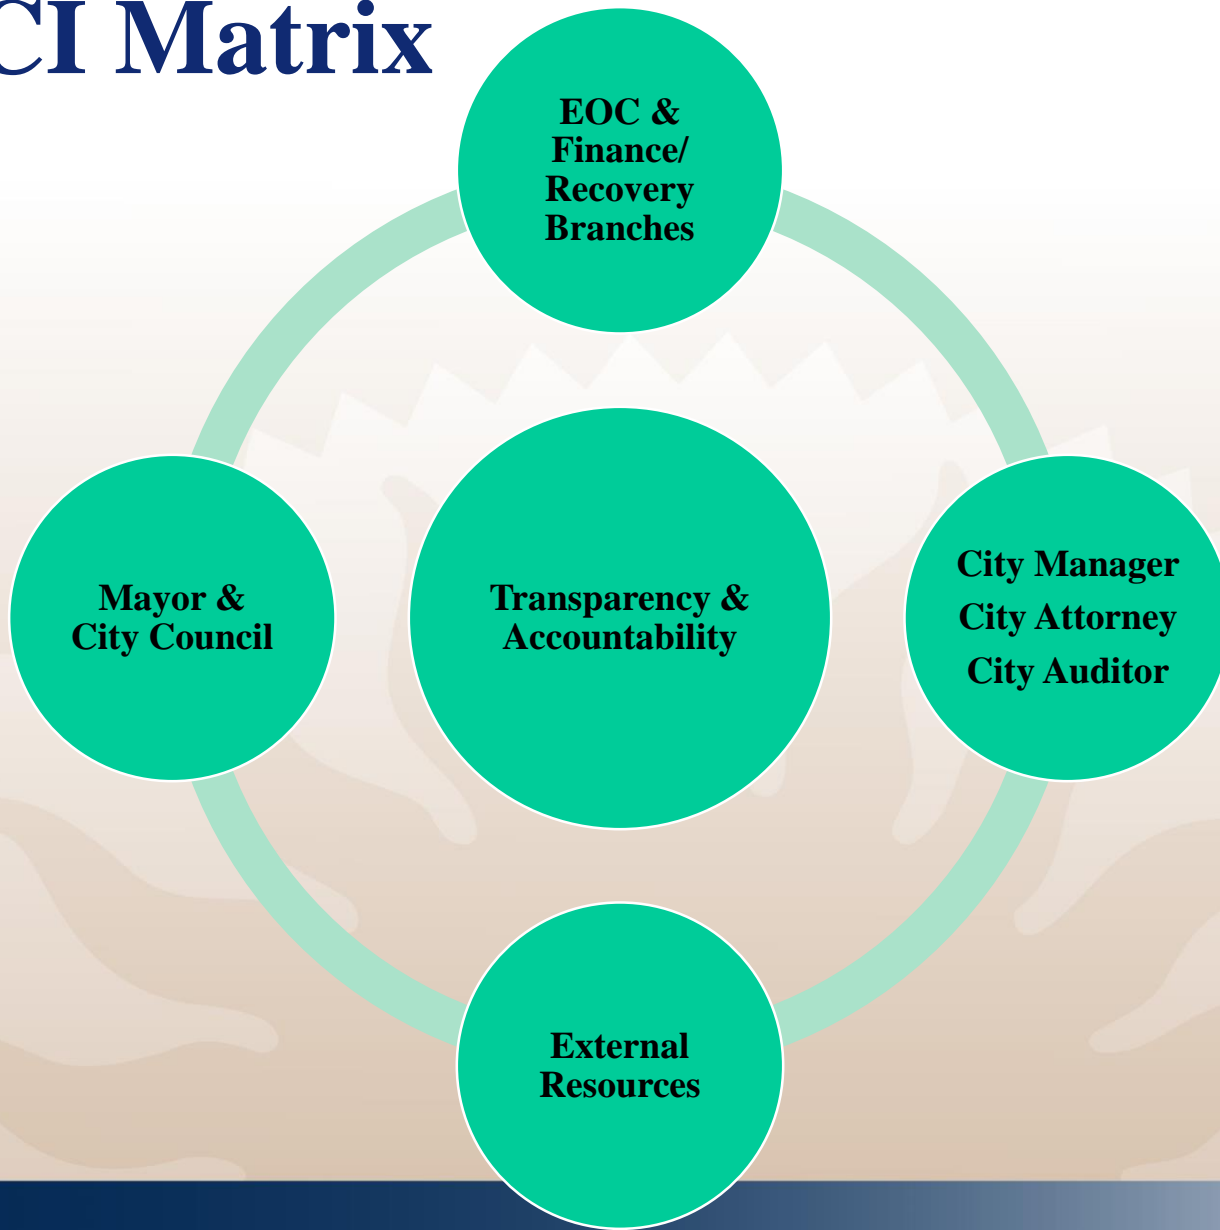 CI Matrix
EOC &
Finance/
Recovery
Branches
Mayor &
City Council
Transparency &
Accountability
City Manager
City Attorney
City Auditor
External
Resources